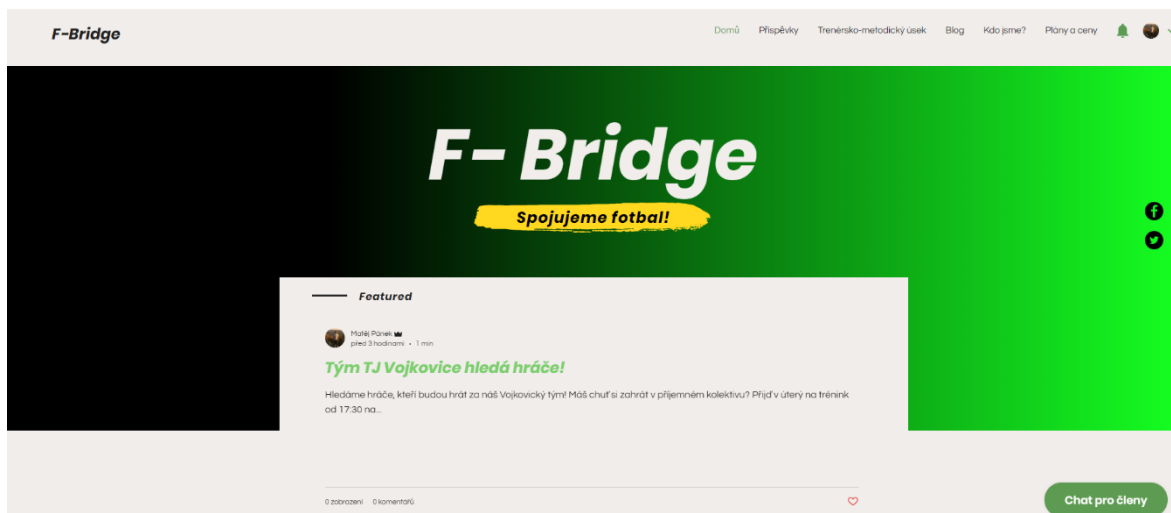 F-Bridge
Domů Příspěvky Trenérsko-metodický úsek Blog Kdo jsme? Plány a ceny
F- Bridge
Spojujeme fotbal!
Featured
Matěj Pánek
před 3 hodinami • 1 min
Tým TJ Vojkovice hledá hráče!
Hledáme hráče, kteří budou hrát za náš Vojkovický tým! Máš chuť si zahrát v příjemném kolektivu? Přijď v úterý na trénink
od 17:30 na...
0 zobrazení 0 komentářů
Chat pro členy